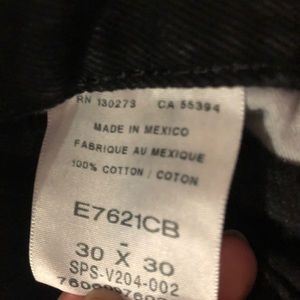 RN 130273 CA 55394
MADE IN MEXICO
FABRIQUE AU MEXIQUE
100% COTTON / COTON
E7621CB
-
30 X 30
SPS-V204-002